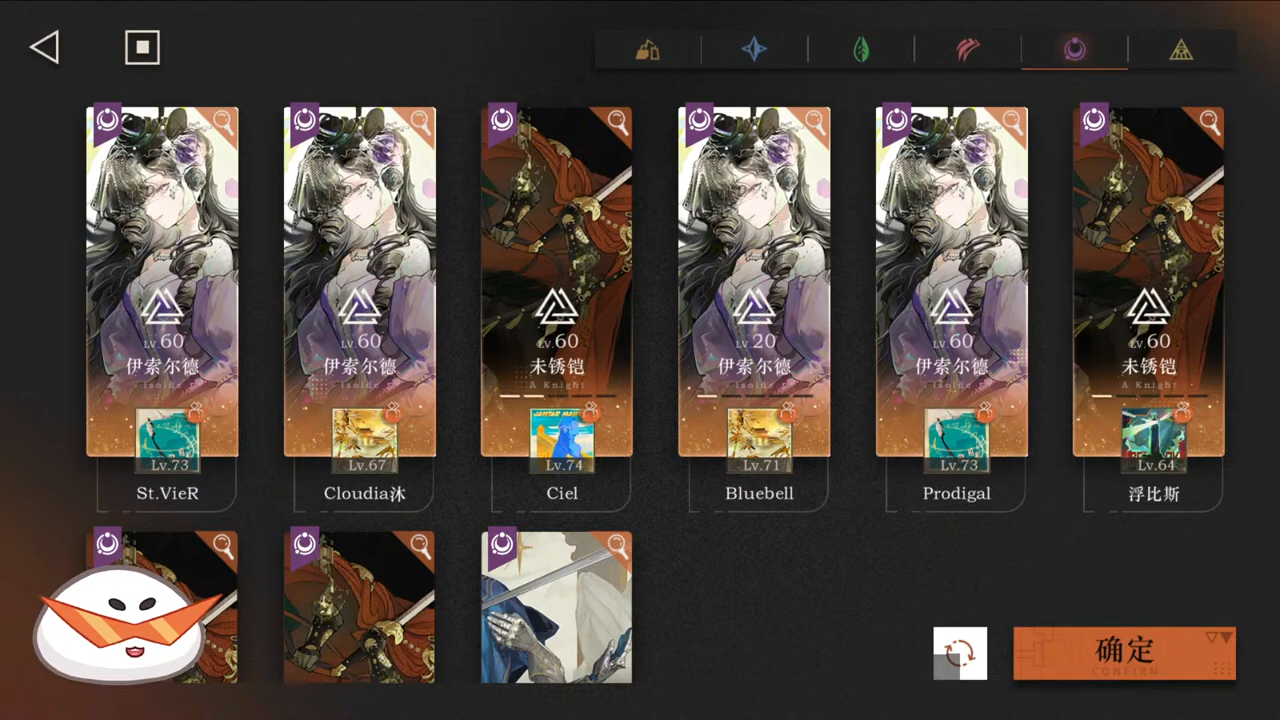 Lv.60
伊索尔德
Isolde
Lv.73
St.VieR
Lv.60
伊索尔德
Isolde
Lv.67
Cloudia沐
Lv.60
未锈铠
A Knight
Lv.74
Ciel
Lv.20
伊索尔德
Isolde
Lv.71
Bluebell
Lv.60
伊索尔德
Isolde
Lv.73
Prodigal
Lv.60
未锈铠
A Knight
Lv.64
浮比斯
确定
CONFIRM